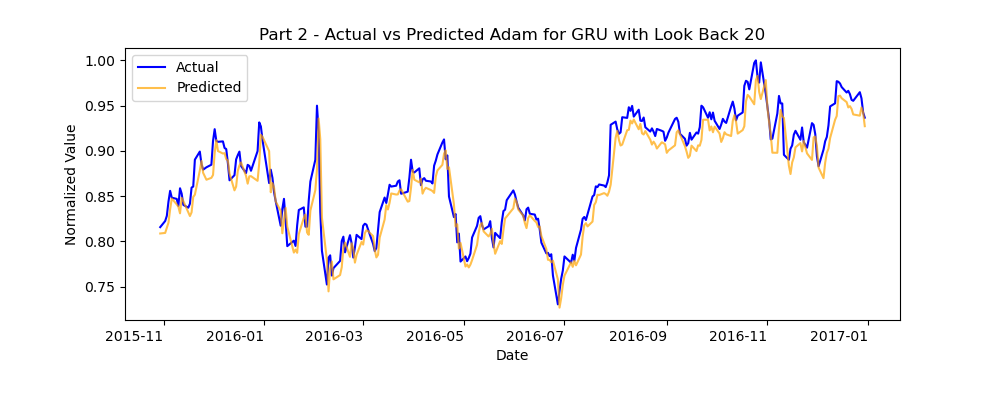 Part 2 - Actual vs Predicted Adam for GRU with Look Back 20
Actual
Predicted
Normalized Value
1.00
0.95
0.90
0.85
0.80
0.75
2015-11 2016-01 2016-03 2016-05 2016-07 2016-09 2016-11 2017-01
Date